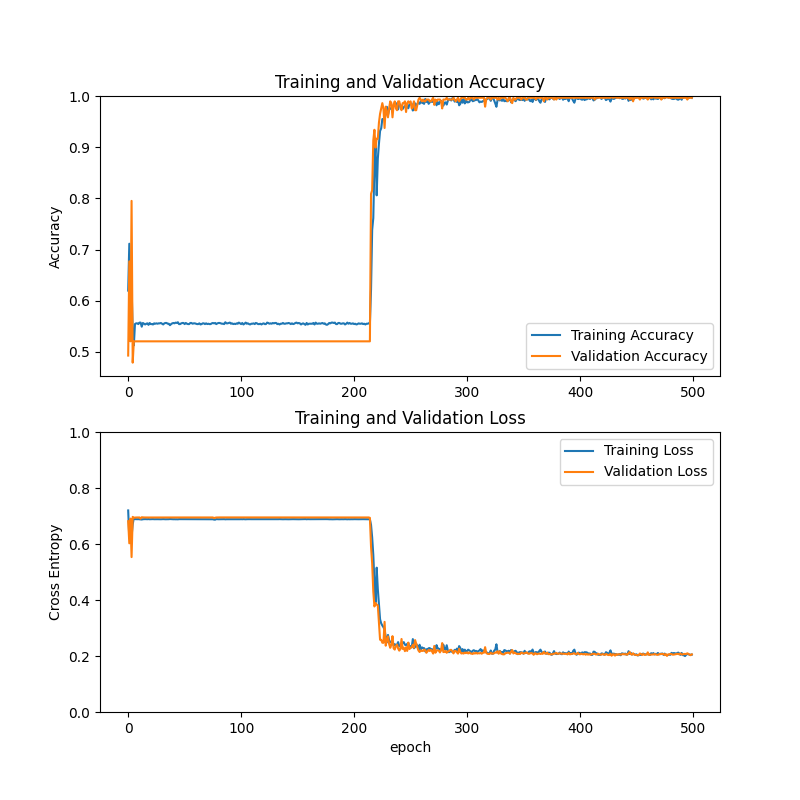 Training and Validation Accuracy
Accuracy
1.0
0.9
0.8
0.7
0.6
0.5
Training Accuracy
Validation Accuracy
0
100
200
300
400
500
Training and Validation Loss
Cross Entropy
1.0
0.8
0.6
0.4
0.2
0.0
Training Loss
Validation Loss
0
100
200
300
400
500
epoch